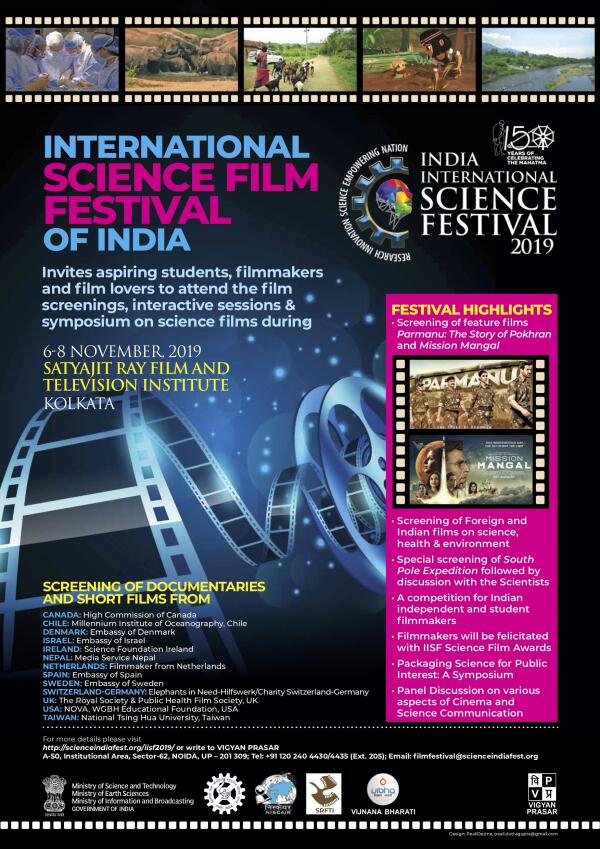 INTERNATIONAL
SCIENCE FILM
FESTIVAL
OF INDIA
Invites aspiring students, filmmakers
and film lovers to attend the film
screenings, interactive sessions &
symposium on science films during
6-8 NOVEMBER, 2019
SATYAJIT RAY FILM AND
TELEVISION INSTITUTE
KOLKATA
150
YEARS OF
CELEBRATING
THE MAHATMA
RESEARCH INNOVATION SCIENCE EMPOWERING NATION
INDIA
INTERNATIONAL
SCIENCE
FESTIVAL
2019
FESTIVAL HIGHLIGHTS
• Screening of feature films
Parmanu: The Story of Pokhran
and Mission Mangal
PARMANU
THE STORY OF POKHRAN
MISSION
MANGAL
• Screening of Foreign and
Indian films on science,
health & environment
• Special screening of South
Pole Expedition followed by
discussion with the Scientists
• A competition for Indian
independent and student
filmmakers
• Filmmakers will be felicitated
with IISF Science Film Awards
• Packaging Science for Public
Interest: A Symposium
• Panel Discussion on various
aspects of Cinema and
Science Communication
SCREENING OF DOCUMENTARIES
AND SHORT FILMS FROM
CANADA: High Commission of Canada
CHILE: Millennium Institute of Oceanography, Chile
DENMARK: Embassy of Denmark
ISRAEL: Embassy of Israel
IRELAND: Science Foundation Ireland
NEPAL: Media Service Nepal
NETHERLANDS: Filmmaker from Netherlands
SPAIN: Embassy of Spain
SWEDEN: Embassy of Sweden
SWITZERLAND-GERMANY: Elephants in Need-Hilfswerk/Charity Switzerland-Germany
UK: The Royal Society & Public Health Film Society, UK
USA: NOVA, WGBH Educational Foundation, USA
TAIWAN: National Tsing Hua University, Taiwan
For more details please visit
http://scienceindiafest.org/iisf2019/ or write to VIGYAN PRASAR
A-50, Institutional Area, Sector-62, NOIDA, UP – 201 309; Tel: +91 120 240 4430/4435 (Ext. 205); Email: filmfestival@scienceindiafest.org
Ministry of Science and Technology
Ministry of Earth Sciences
Ministry of Information and Broadcasting
GOVERNMENT OF INDIA
निस्केयर
NISCAIR
SRFTI
vibha
VIJNANA BHARATI
वि P
V प्र
VIGYAN
PRASAR
Design: PealiDezine, peali.duttagupta@gmail.com